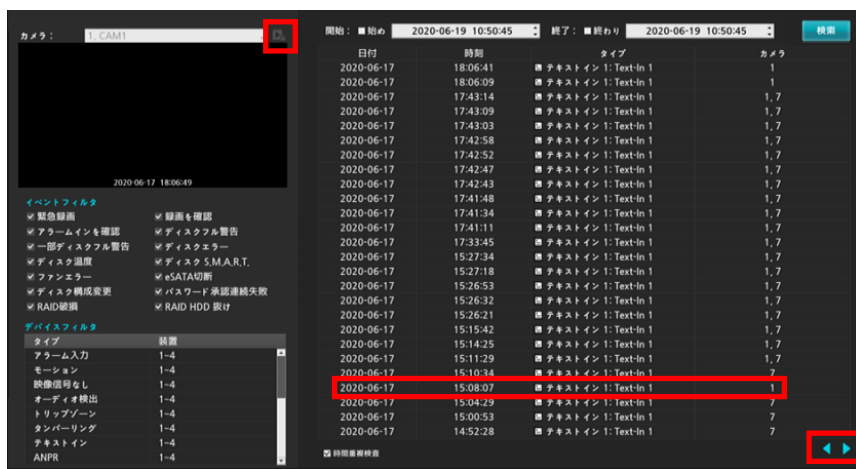 カメラ： 1. CAM1
2020-06-17 18:06:49
イベントフィルタ
緊急録画 録画を確認
アラームインを確認 ディスクフル警告
一部ディスクフル警告 ディスクエラー
ディスク温度 ディスク S.M.A.R.T.
ファンエラー eSATA切断
ディスク構成変更 パスワード承認連続失敗
RAID破損 RAID HDD 抜け
デバイスフィルタ
タイプ 装置
アラーム入力 1~4
モーション 1~4
映像信号なし 1~4
オーディオ検出 1~4
トリップゾーン 1~4
タンパーリング 1~4
テキストイン 1~4
ANPR 1~4
開始： 始め 2020-06-19 10:50:45 終了： 終わり 2020-06-19 10:50:45 検索
日付 時刻 タイプ カメラ
2020-06-17 18:06:41 テキストイン 1: Text-In 1 1
2020-06-17 18:06:09 テキストイン 1: Text-In 1 1
2020-06-17 17:43:14 テキストイン 1: Text-In 1 1, 7
2020-06-17 17:43:09 テキストイン 1: Text-In 1 1, 7
2020-06-17 17:43:03 テキストイン 1: Text-In 1 1, 7
2020-06-17 17:42:58 テキストイン 1: Text-In 1 1, 7
2020-06-17 17:42:52 テキストイン 1: Text-In 1 1, 7
2020-06-17 17:42:47 テキストイン 1: Text-In 1 1, 7
2020-06-17 17:42:43 テキストイン 1: Text-In 1 1, 7
2020-06-17 17:41:48 テキストイン 1: Text-In 1 1, 7
2020-06-17 17:41:34 テキストイン 1: Text-In 1 1, 7
2020-06-17 17:41:11 テキストイン 1: Text-In 1 1, 7
2020-06-17 17:33:45 テキストイン 1: Text-In 1 1, 7
2020-06-17 15:27:34 テキストイン 1: Text-In 1 1, 7
2020-06-17 15:27:18 テキストイン 1: Text-In 1 1, 7
2020-06-17 15:26:53 テキストイン 1: Text-In 1 1, 7
2020-06-17 15:26:32 テキストイン 1: Text-In 1 1, 7
2020-06-17 15:26:21 テキストイン 1: Text-In 1 1, 7
2020-06-17 15:15:42 テキストイン 1: Text-In 1 1, 7
2020-06-17 15:14:25 テキストイン 1: Text-In 1 1, 7
2020-06-17 15:11:29 テキストイン 1: Text-In 1 1, 7
2020-06-17 15:10:34 テキストイン 1: Text-In 1 7
2020-06-17 15:08:07 テキストイン 1: Text-In 1 1
2020-06-17 15:04:29 テキストイン 1: Text-In 1 7
2020-06-17 15:00:53 テキストイン 1: Text-In 1 7
2020-06-17 14:52:28 テキストイン 1: Text-In 1 7
時間重複検査